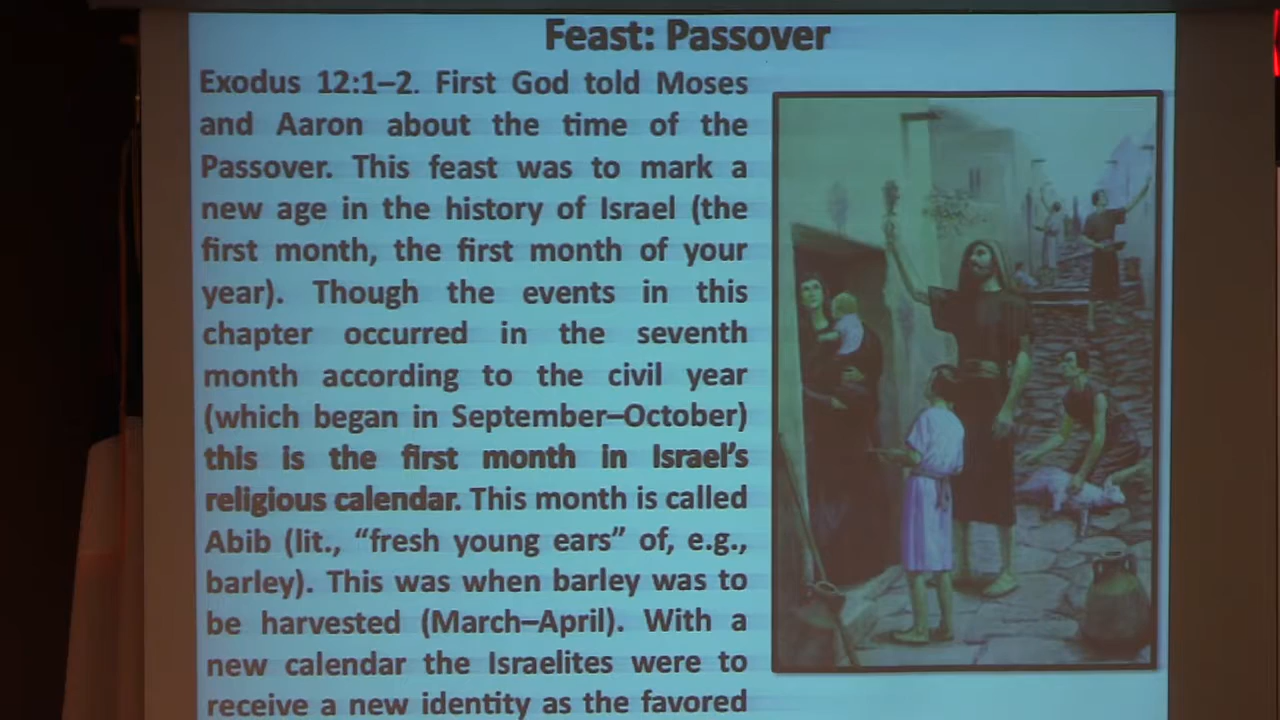 Feast: Passover
Exodus 12:1–2. First God told Moses
and Aaron about the time of the
Passover. This feast was to mark a
new age in the history of Israel (the
first month, the first month of your
year). Though the events in this
chapter occurred in the seventh
month according to the civil year
(which began in September–October)
this is the first month in Israel's
religious calendar. This month is called
Abib (lit., “fresh young ears” of, e.g.,
barley). This was when barley was to
be harvested (March–April). With a
new calendar the Israelites were to
receive a new identity as the favored